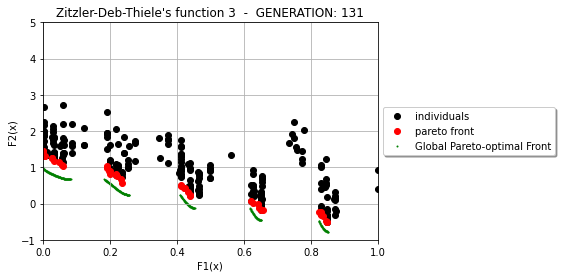 Zitzler-Deb-Thiele's function 3 - GENERATION: 131
5
4
3
2
1
0
−1
F2(x)
0.0 0.2 0.4 0.6 0.8 1.0
F1(x)
individuals
pareto front
Global Pareto-optimal Front